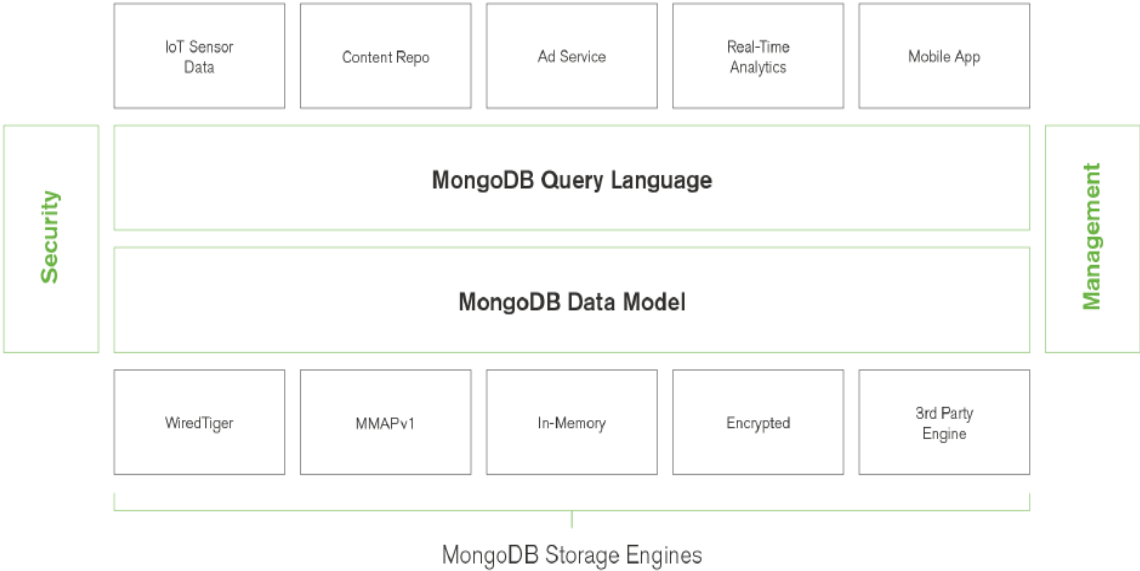 IoT Sensor
Data
Content Repo
Ad Service
Real-Time
Analytics
Mobile App
Security
MongoDB Query Language
MongoDB Data Model
Management
WiredTiger
MMAPv1
In-Memory
Encrypted
3rd Party
Engine
MongoDB Storage Engines